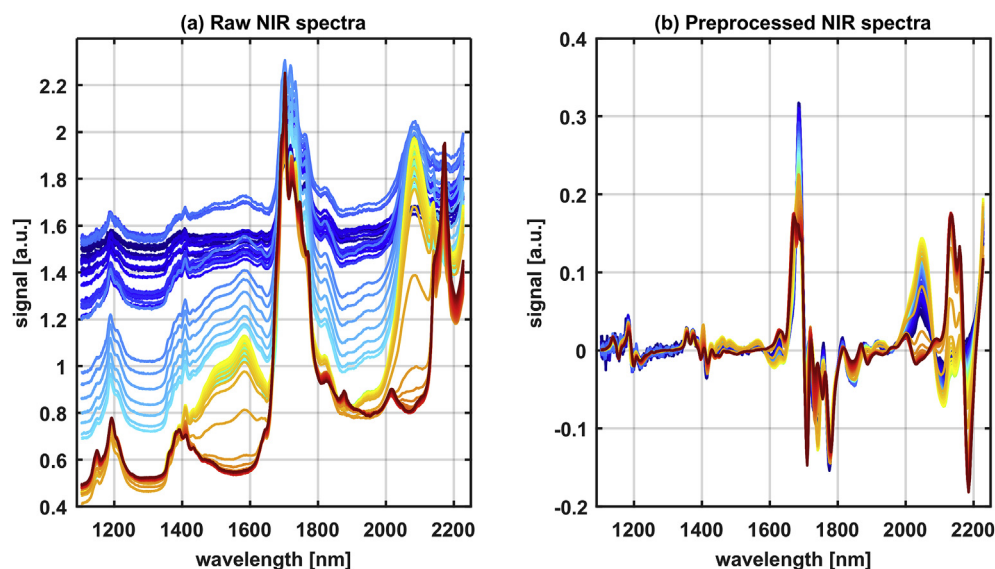 (a) Raw NIR spectra
2.2
2
1.8
1.6
1.4
1.2
1
0.8
0.6
0.4
signal [a.u.]
1200 1400 1600 1800 2000 2200
wavelength [nm]
(b) Preprocessed NIR spectra
0.4
0.3
0.2
0.1
0
-0.1
-0.2
signal [a.u.]
1200 1400 1600 1800 2000 2200
wavelength [nm]